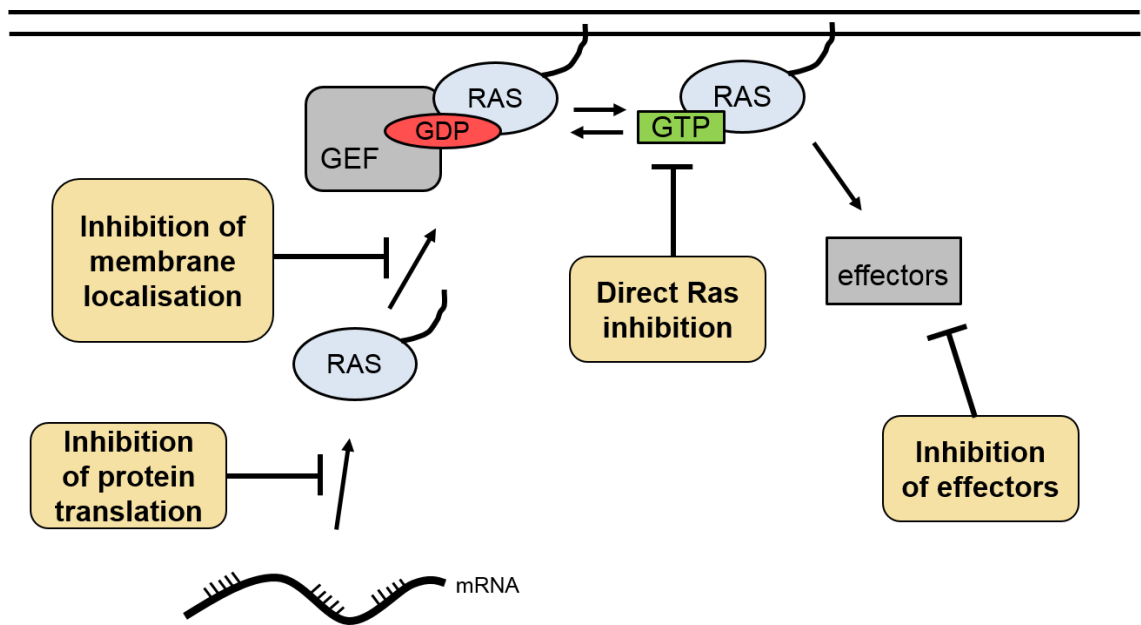 RAS
GDP
GEF
RAS
GTP
Inhibition of
membrane
localisation
Direct Ras
inhibition
effectors
RAS
Inhibition
of protein
translation
Inhibition
of effectors
mRNA